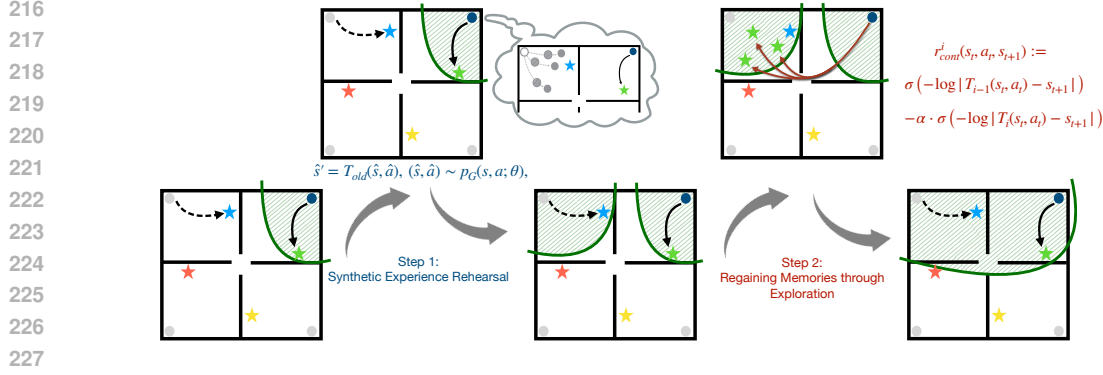 216
217
218
219
220
221
222
223
224
225
226
227
r^i_{cont}(s_t, a_t, s_{t+1}) :=
σ(−log | T_{i−1}(s_t, a_t) − s_{t+1} |)
−α · σ(−log | T_i(s_t, a_t) − s_{t+1} |)
ŝ′ = T_{old}(ŝ, â), (ŝ, â) ∼ p_G(s, a; θ),
Step 1:
Synthetic Experience Rehearsal
Step 2:
Regaining Memories through
Exploration